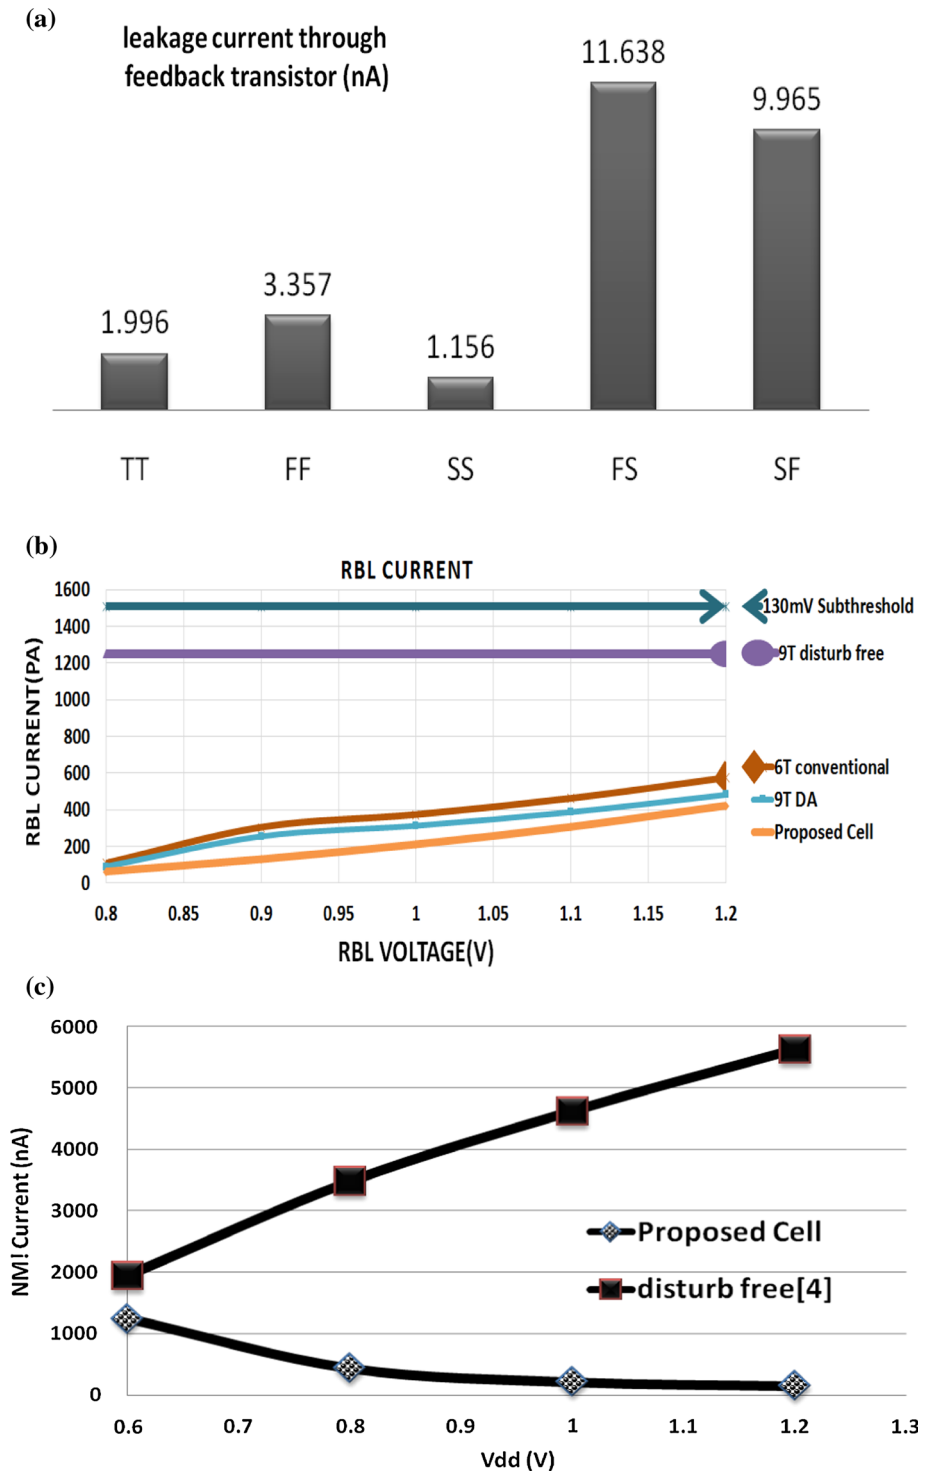 (a)
leakage current through
feedback transistor (nA)
11.638
9.965
3.357
1.996
1.156
TT FF SS FS SF
(b)
RBL CURRENT
RBL CURRENT(PA)
1600
1400
1200
1000
800
600
400
200
0
130mV Subthreshold
9T disturb free
6T conventional
9T DA
Proposed Cell
0.8 0.85 0.9 0.95 1 1.05 1.1 1.15 1.2
RBL VOLTAGE(V)
(c)
NM! Current (nA)
6000
5000
4000
3000
2000
1000
0
Proposed Cell
disturb free[4]
0.6 0.7 0.8 0.9 1 1.1 1.2 1.3
Vdd (V)